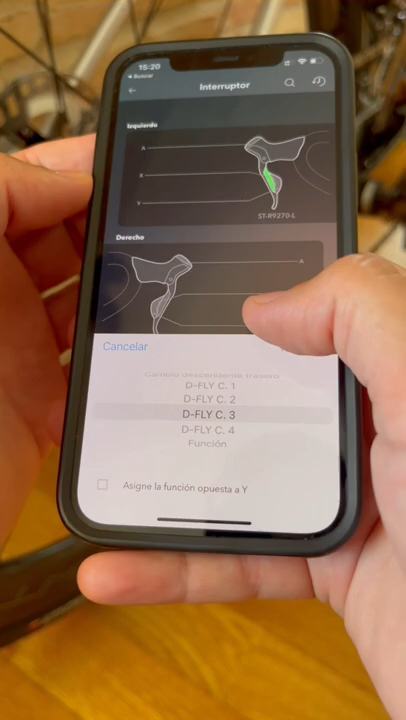 15:20
◂ Buscar
Interruptor
Izquierdo
A
X
Y
ST-R9270-L
Derecho
A
Cancelar
Cambio descendente trasero
D-FLY C. 1
D-FLY C. 2
D-FLY C. 3
D-FLY C. 4
Función
Asigne la función opuesta a Y